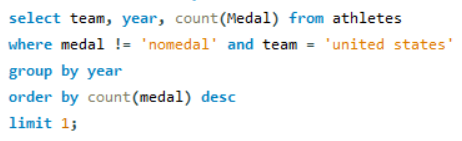 select team, year, count(Medal) from athletes
where medal != 'nomedal' and team = 'united states'
group by year
order by count(medal) desc
limit 1;